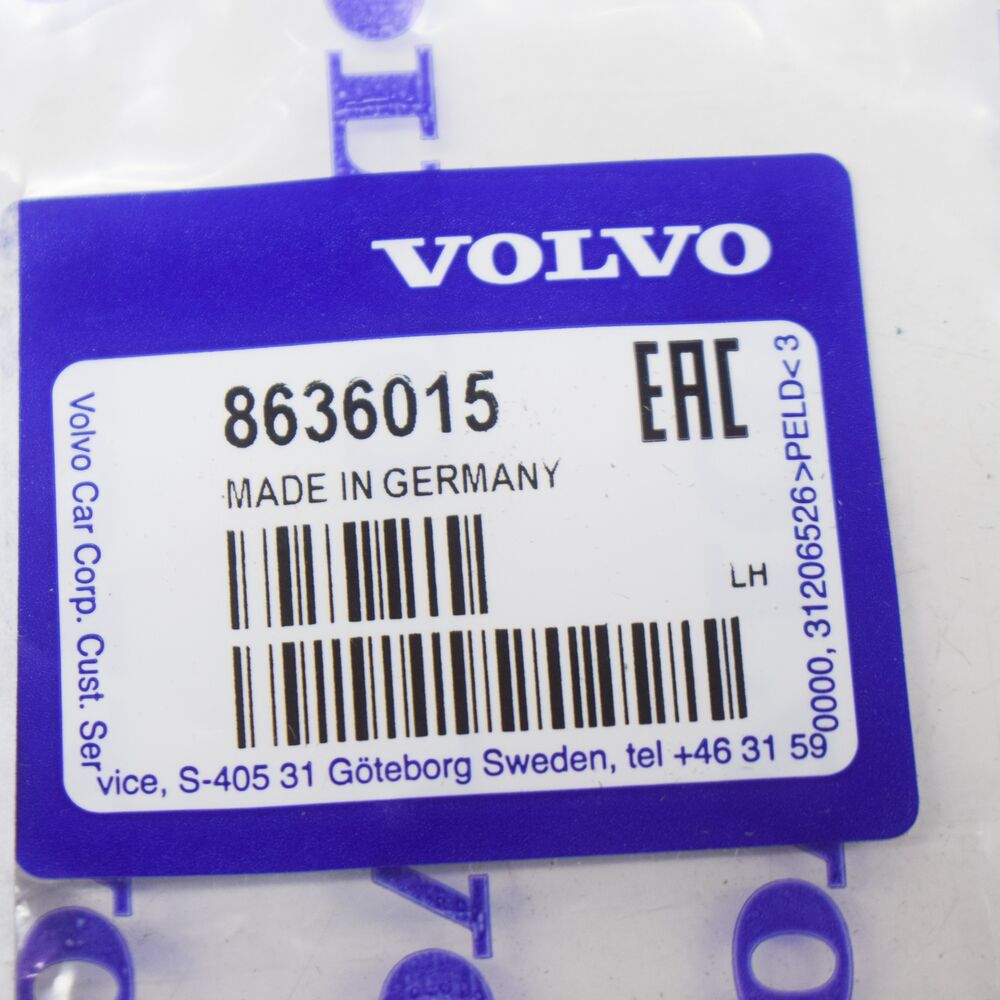 VOLVO
8636015
EAC
MADE IN GERMANY
LH
Volvo Car Corp. Cust. Service, S-405 31 Göteborg Sweden, tel +46 31 590000, 31206526>PELD< 3